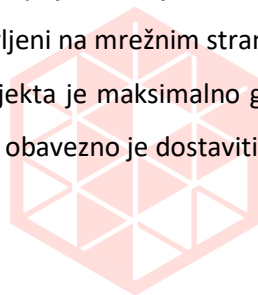 ljeni na mrežnim stran
jekta je maksimalno g
obavezno je dostaviti